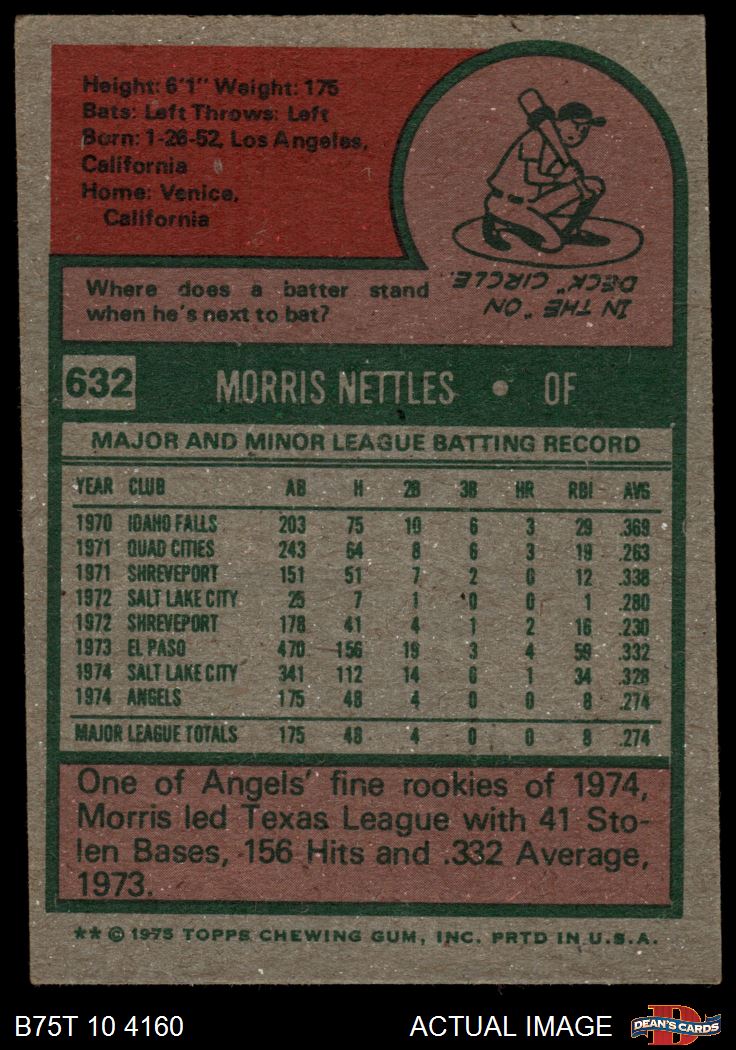 Height: 6'1" Weight: 175
Bats: Left Throws: Left
Born: 1-26-52, Los Angeles,
California
Home: Venice,
California
Where does a batter stand
when he's next to bat?
IN THE "ON
DECK" CIRCLE.
632
MORRIS NETTLES • OF
MAJOR AND MINOR LEAGUE BATTING RECORD
YEAR CLUB AB H 2B 3B HR RBI AVG
1970 IDAHO FALLS 203 75 10 6 3 29 .369
1971 QUAD CITIES 243 64 8 6 3 19 .263
1971 SHREVEPORT 151 51 7 2 0 12 .338
1972 SALT LAKE CITY 25 7 1 0 0 1 .280
1972 SHREVEPORT 178 41 4 1 2 16 .230
1973 EL PASO 470 156 19 3 4 59 .332
1974 SALT LAKE CITY 341 112 14 6 1 34 .328
1974 ANGELS 175 48 4 0 0 8 .274
MAJOR LEAGUE TOTALS 175 48 4 0 0 8 .274
One of Angels' fine rookies of 1974,
Morris led Texas League with 41 Sto-
len Bases, 156 Hits and .332 Average,
1973.
** © 1975 TOPPS CHEWING GUM, INC. PRTD IN U.S.A.
B75T 10 4160
ACTUAL IMAGE
DEAN'S CARDS